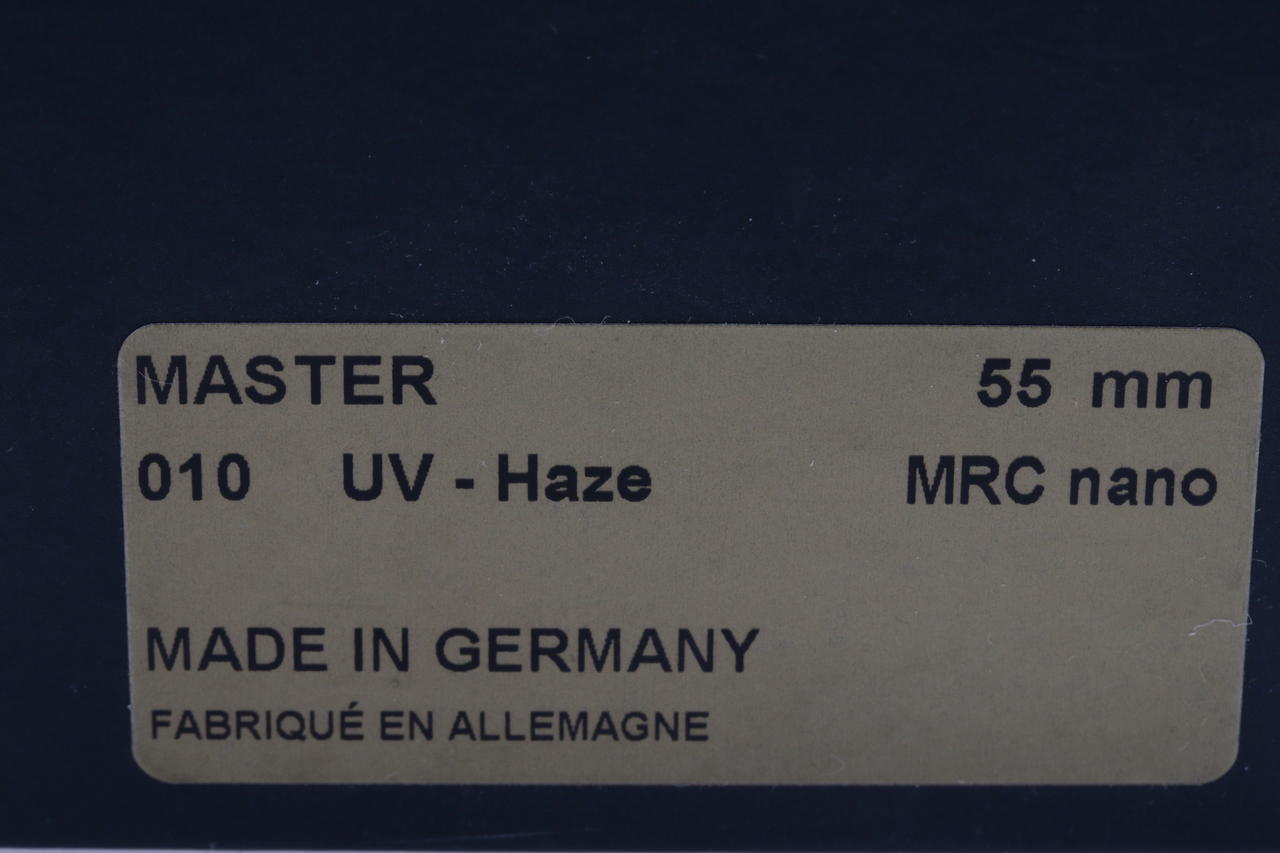 MASTER 55 mm
010 UV - Haze MRC nano
MADE IN GERMANY
FABRIQUÉ EN ALLEMAGNE